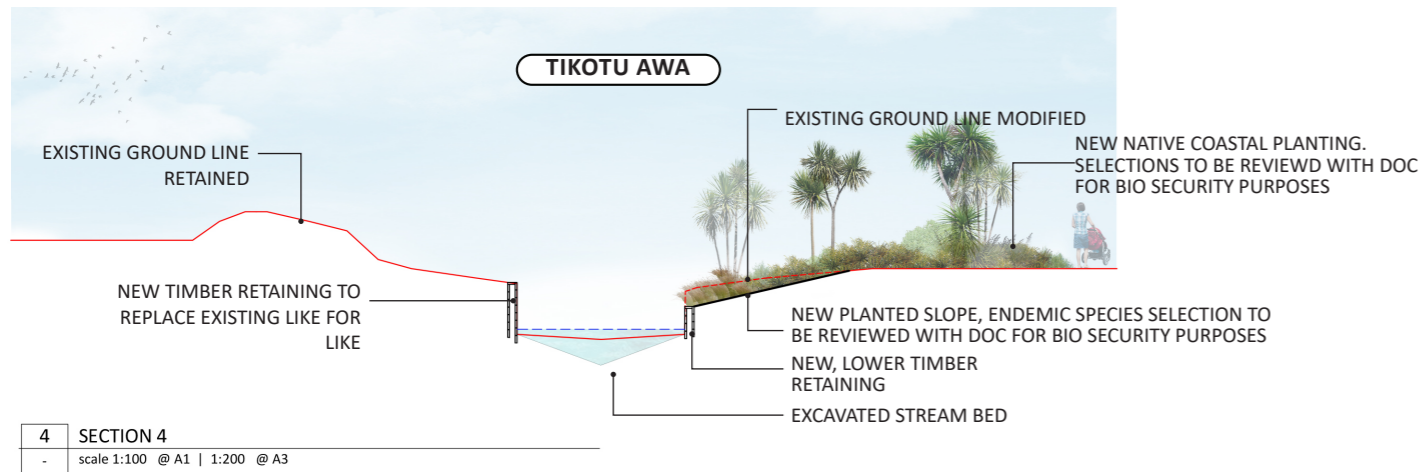 TIKOTU AWA
EXISTING GROUND LINE
RETAINED
EXISTING GROUND LINE MODIFIED
NEW NATIVE COASTAL PLANTING.
SELECTIONS TO BE REVIEWD WITH DOC
FOR BIO SECURITY PURPOSES
NEW TIMBER RETAINING TO
REPLACE EXISTING LIKE FOR
LIKE
NEW PLANTED SLOPE, ENDEMIC SPECIES SELECTION TO
BE REVIEWED WITH DOC FOR BIO SECURITY PURPOSES
NEW, LOWER TIMBER
RETAINING
EXCAVATED STREAM BED
4 SECTION 4
- scale 1:100 @ A1 | 1:200 @ A3